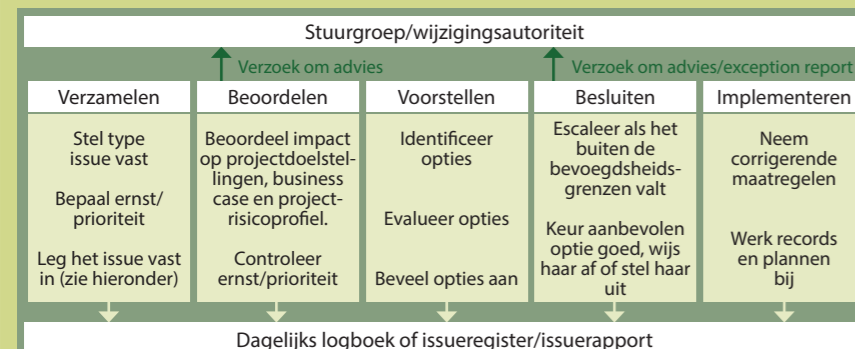 Stuurgroep/wijzigingsautoriteit
Verzoek om advies
Verzoek om advies/exception report
Verzamelen
Stel type
issue vast
Bepaal ernst/
prioriteit
Leg het issue vast
in (zie hieronder)
Beoordelen
Beoordeel impact
op projectdoelstel-
lingen, business
case en project-
risicoprofiel.
Controleer
ernst/prioriteit
Voorstellen
Identificeer
opties
Evalueer opties
Beveel opties aan
Besluiten
Escaleer als het
buiten de
bevoegdsheids-
grenzen valt
Keur aanbevolen
optie goed, wijs
haar af of stel haar
uit
Implementeren
Neem
corrigerende
maatregelen
Werk records
en plannen
bij
Dagelijks logboek of issueregister/issuerapport